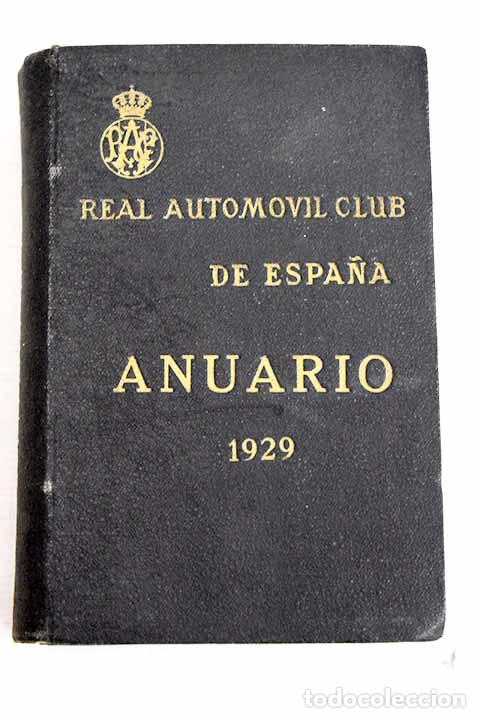 REAL AUTOMOVIL CLUB
DE ESPAÑA
ANUARIO
1929
todocoleccion